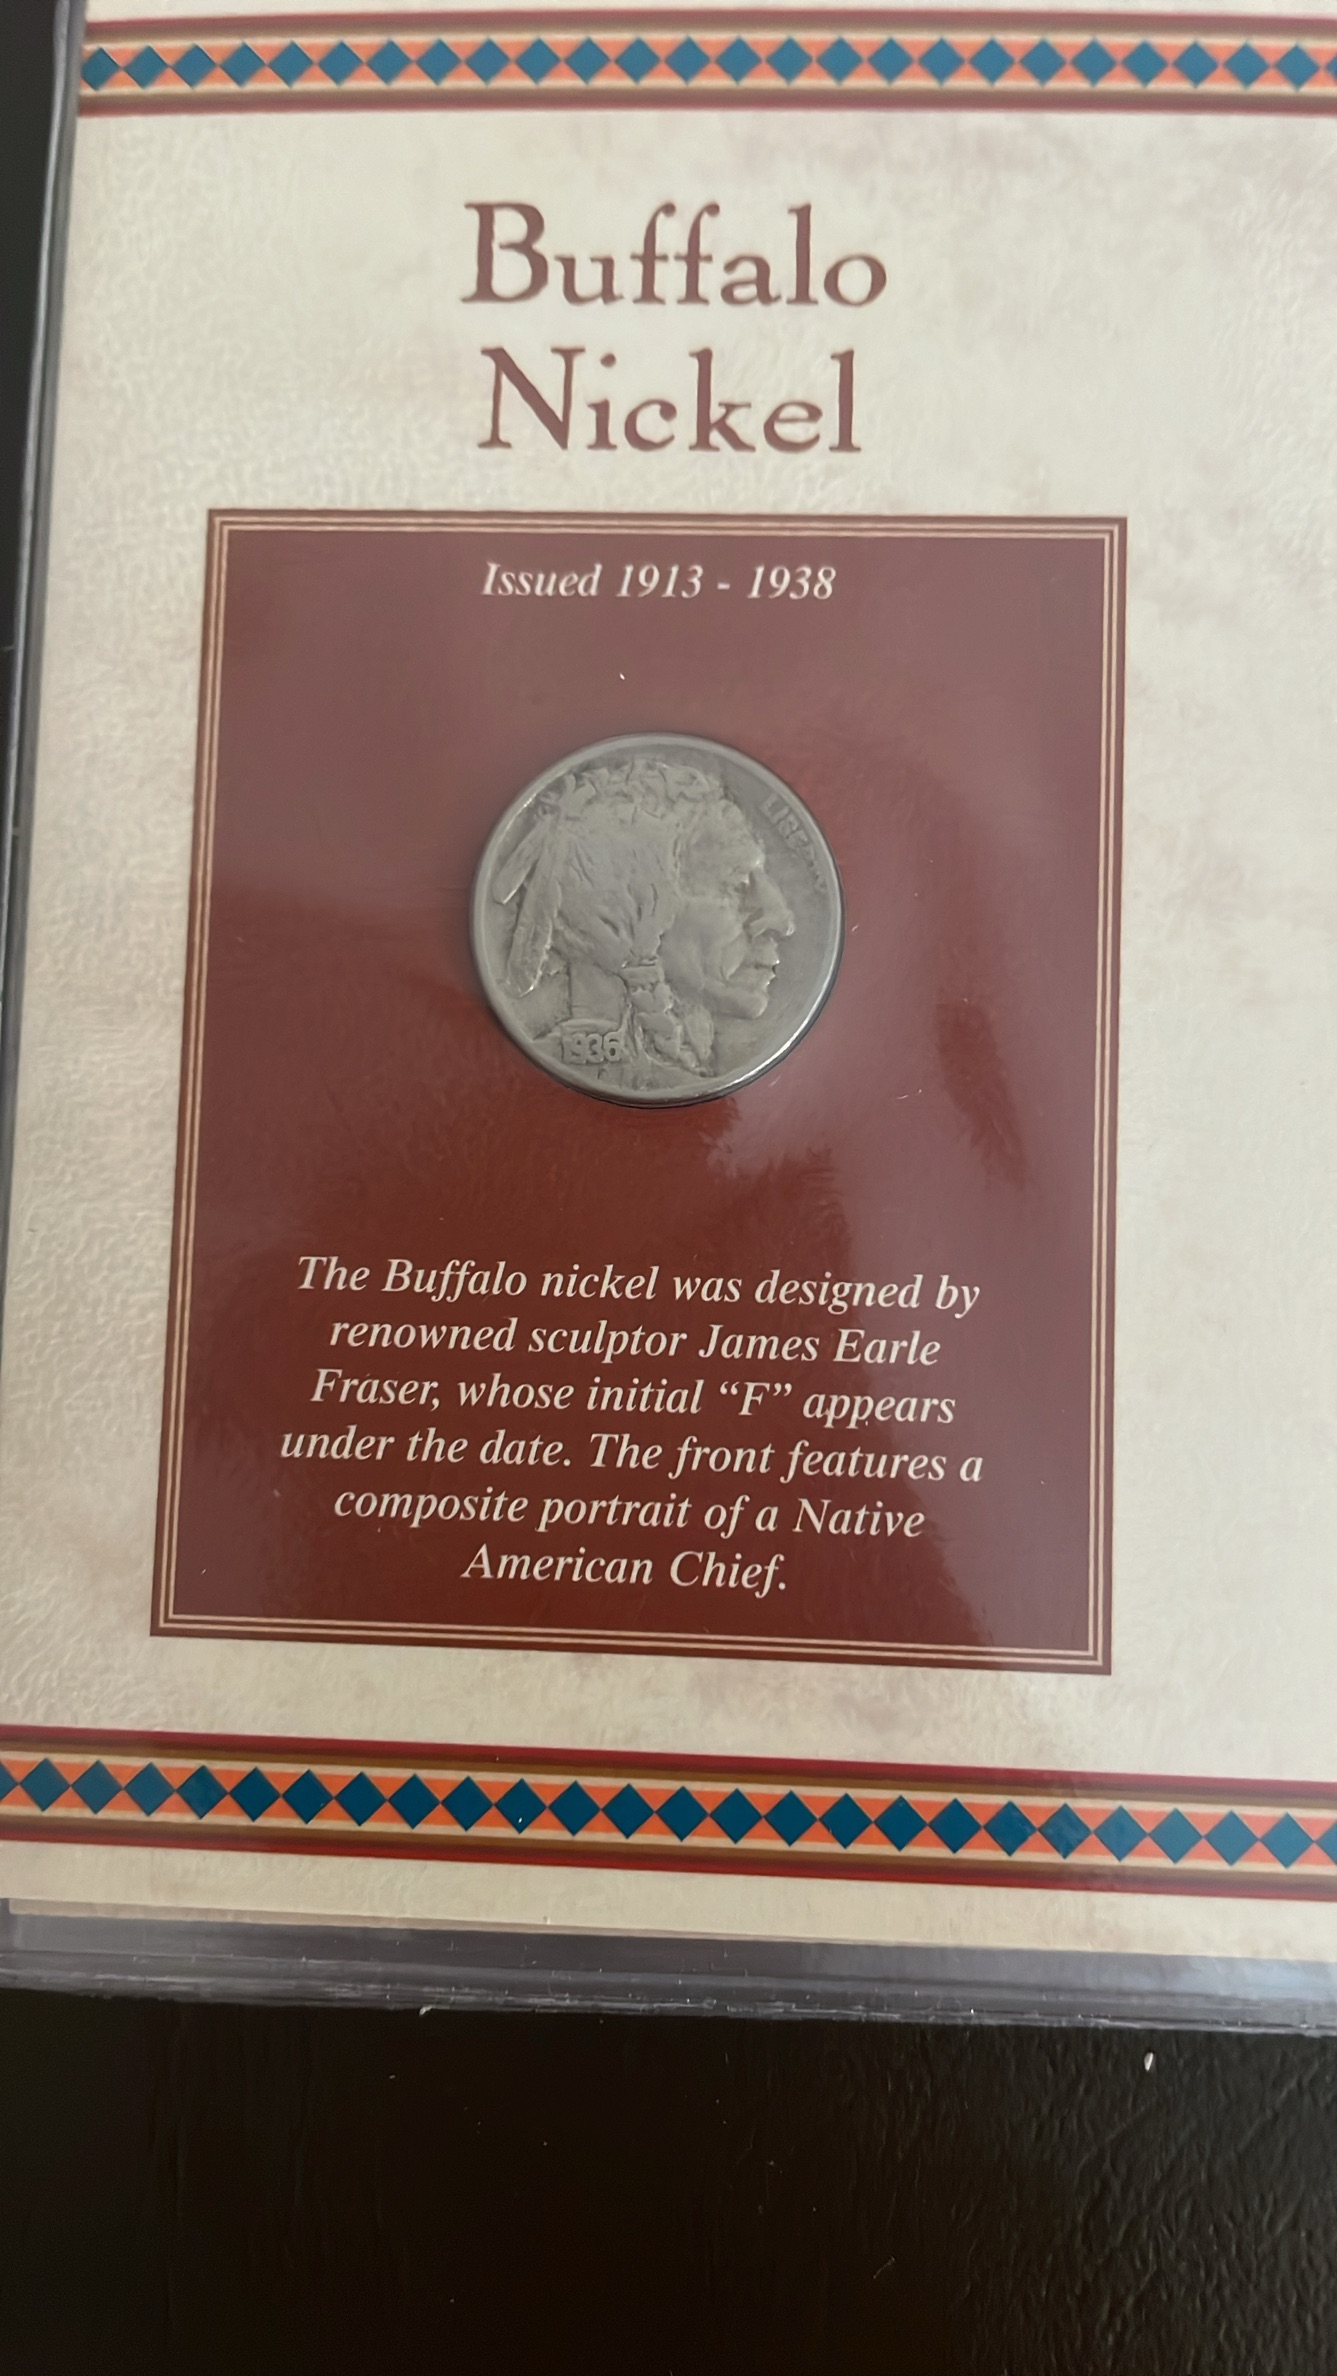 Buffalo
Nickel
Issued 1913 - 1938
LIBERTY
1936
The Buffalo nickel was designed by
renowned sculptor James Earle
Fraser, whose initial “F” appears
under the date. The front features a
composite portrait of a Native
American Chief.